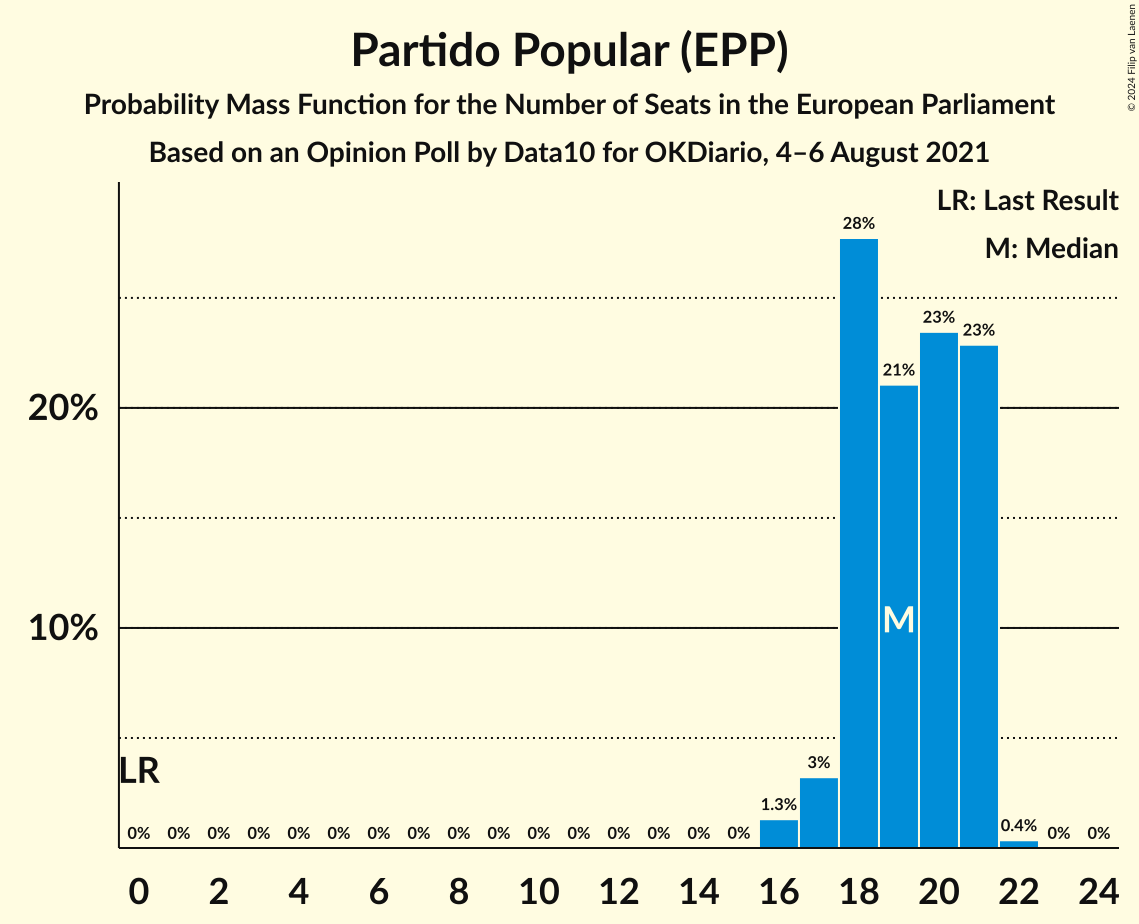 Partido Popular (EPP)
Probability Mass Function for the Number of Seats in the European Parliament
Based on an Opinion Poll by Data10 for OKDiario, 4–6 August 2021
© 2024 Filip van Laenen
LR: Last Result
M: Median
28%
23%
23%
21%
20%
10%
M
LR
3%
1.3%
0.4%
0% 0% 0% 0% 0% 0% 0% 0% 0% 0% 0% 0% 0% 0% 0% 0% 0% 0%
0 2 4 6 8 10 12 14 16 18 20 22 24